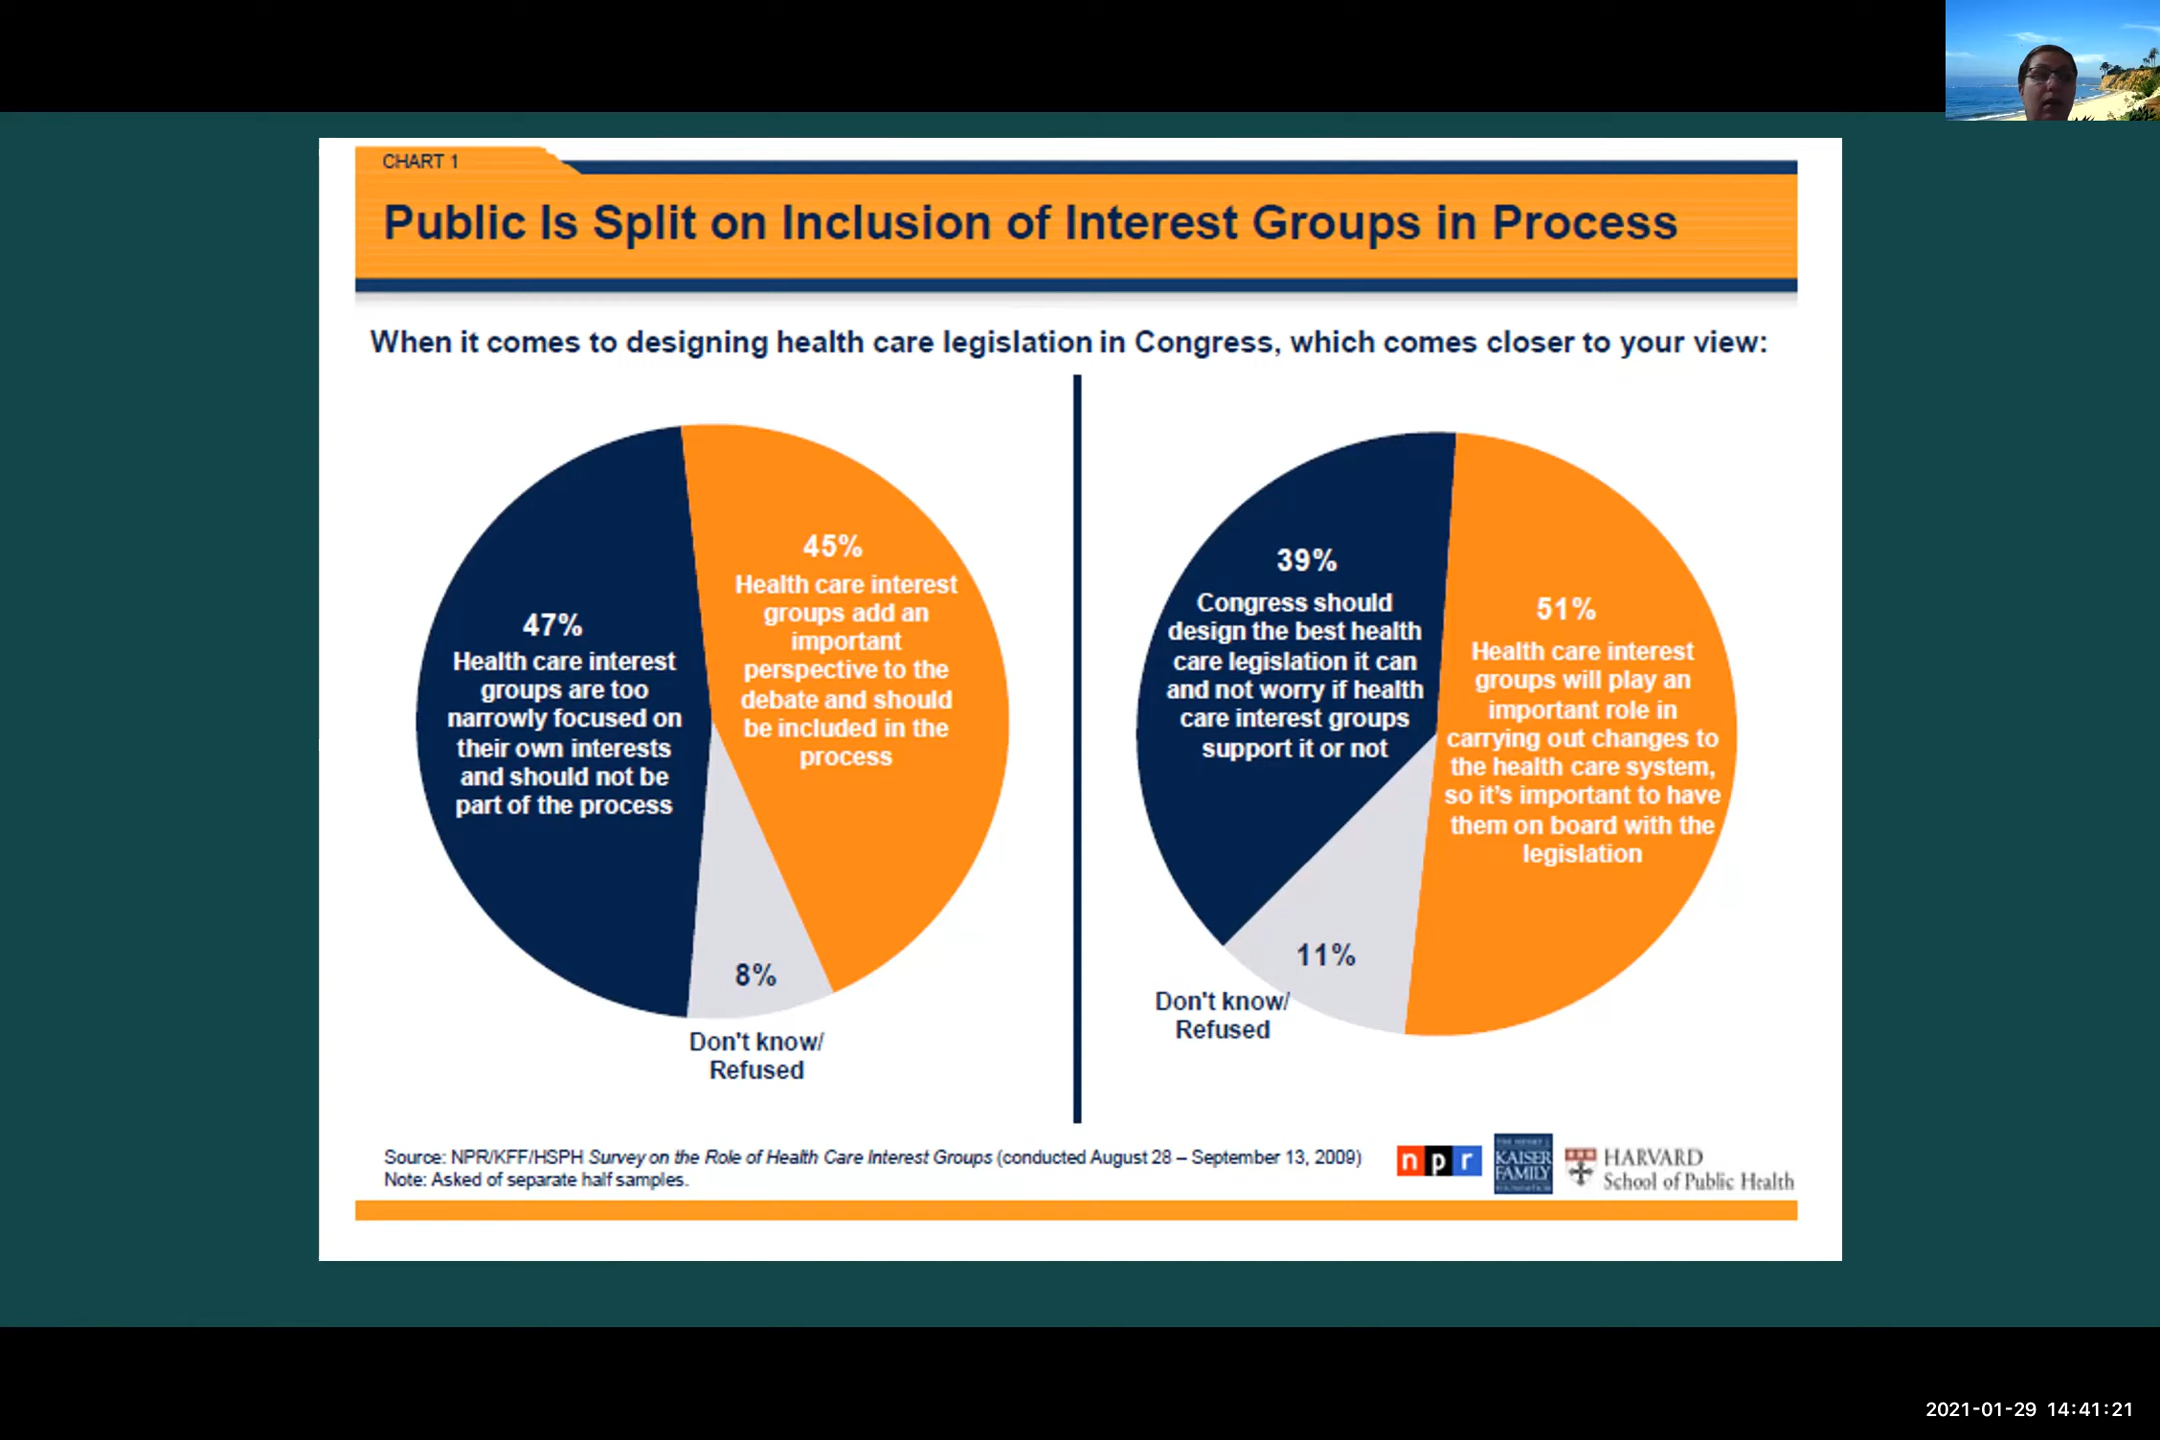 CHART 1
Public Is Split on Inclusion of Interest Groups in Process
When it comes to designing health care legislation in Congress, which comes closer to your view:
47%
Health care interest
groups are too
narrowly focused on
their own interests
and should not be
part of the process
45%
Health care interest
groups add an
important
perspective to the
debate and should
be included in the
process
8%
Don't know/
Refused
39%
Congress should
design the best health
care legislation it can
and not worry if health
care interest groups
support it or not
51%
Health care interest
groups will play an
important role in
carrying out changes to
the health care system,
so it's important to have
them on board with the
legislation
11%
Don't know/
Refused
Source: NPR/KFF/HSPH Survey on the Role of Health Care Interest Groups (conducted August 28 – September 13, 2009)
Note: Asked of separate half samples.
npr
THE HENRY J.
KAISER
FAMILY
FOUNDATION
HARVARD
School of Public Health
2021-01-29 14:41:21